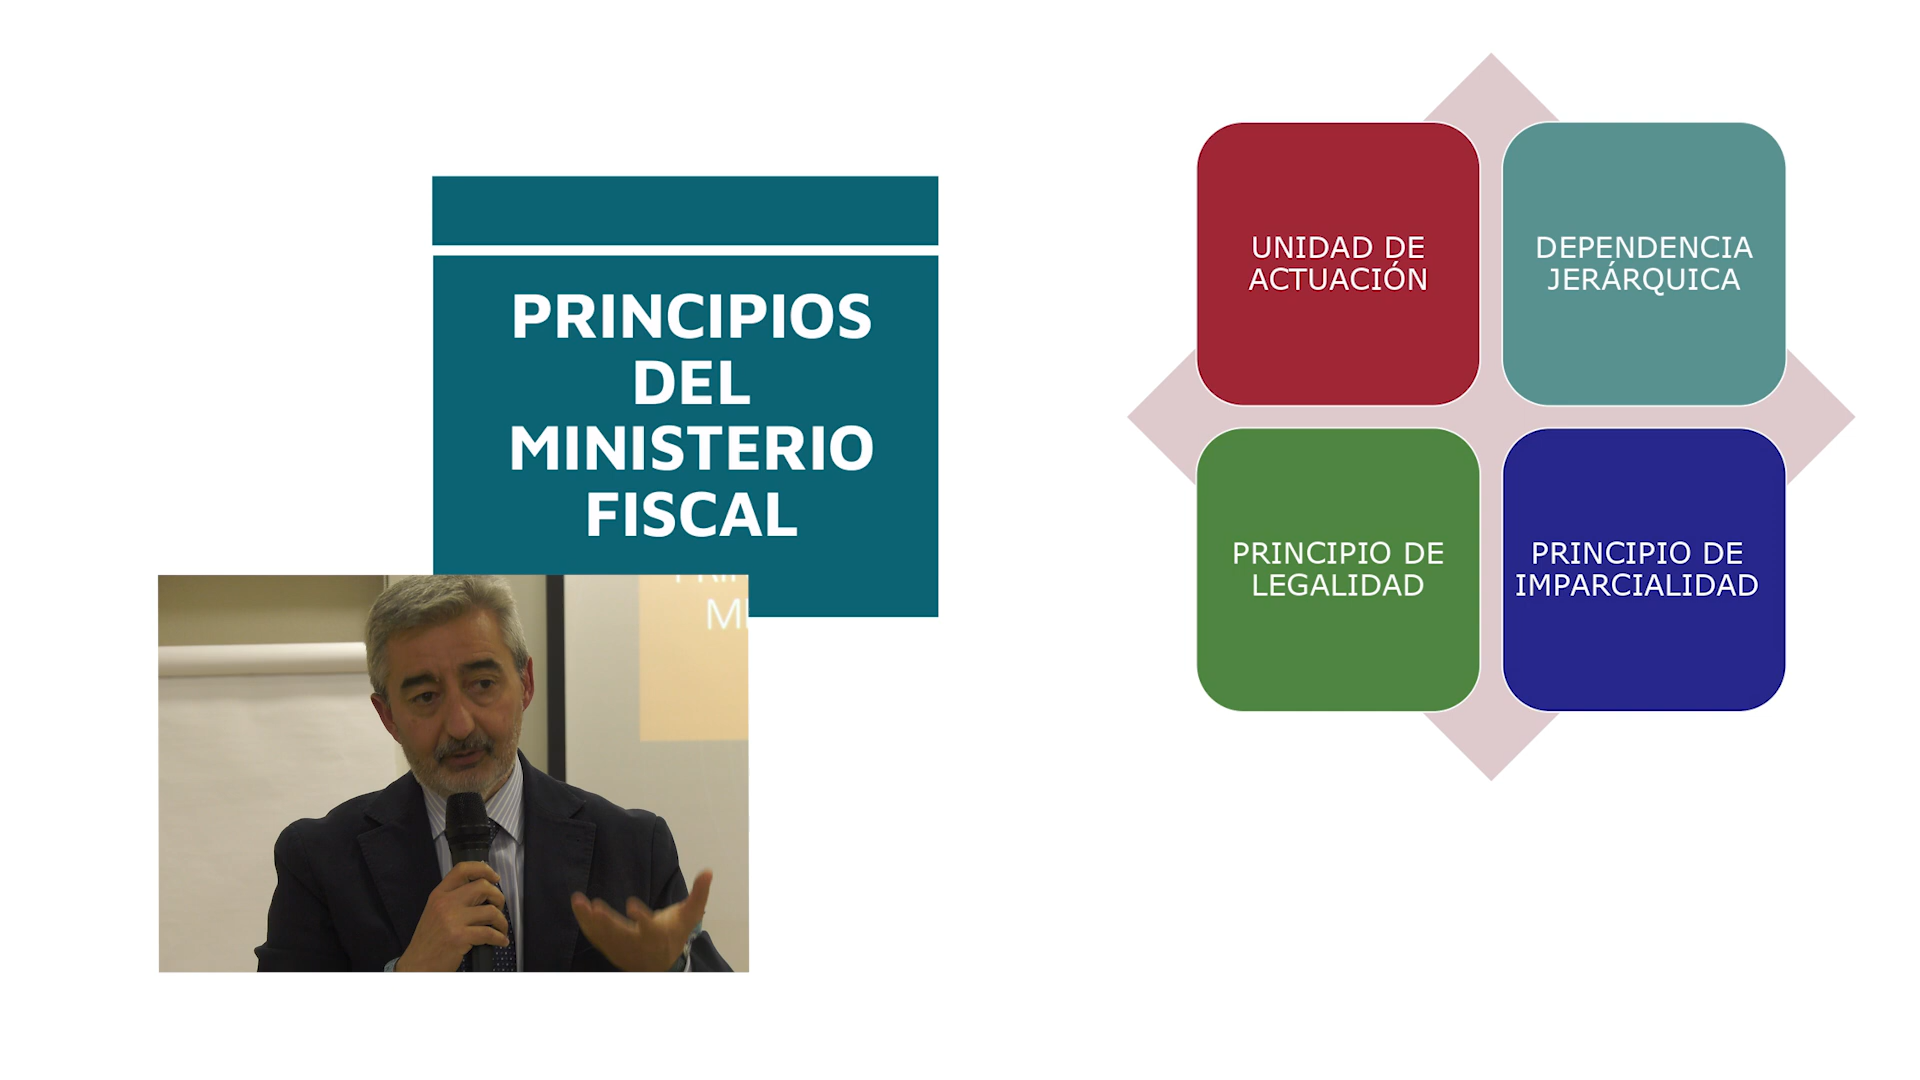 PRINCIPIOS
DEL
MINISTERIO
FISCAL
UNIDAD DE
ACTUACIÓN
DEPENDENCIA
JERÁRQUICA
PRINCIPIO DE
LEGALIDAD
PRINCIPIO DE
IMPARCIALIDAD